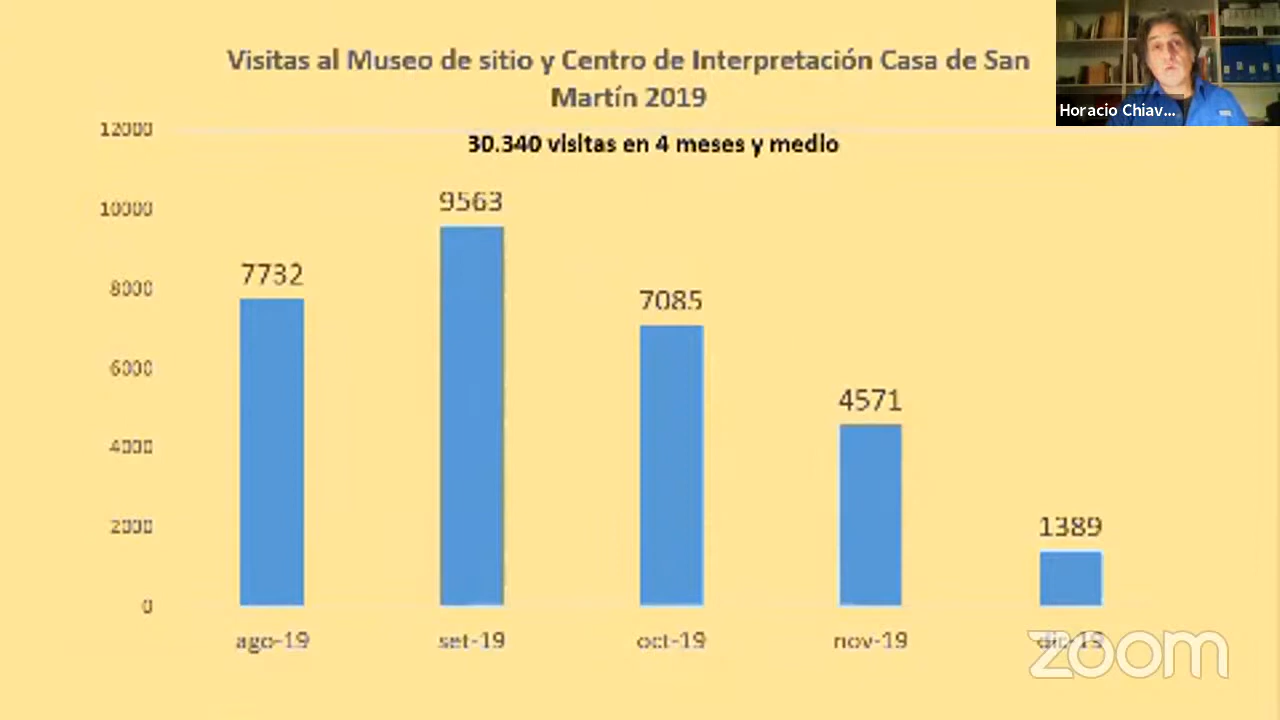 Visitas al Museo de sitio y Centro de Interpretación Casa de San
Martín 2019
30.340 visitas en 4 meses y medio
12000
10000
8000
6000
4000
2000
0
7732
9563
7085
4571
1389
ago-19
set-19
oct-19
nov-19
dic-19
Horacio Chiav...
zoom